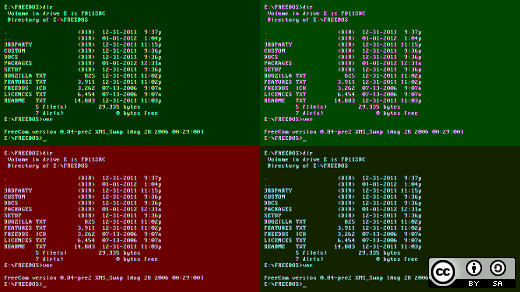 E:\FREEDOS>dir
Volume in drive E is FD11SRC
Directory of E:\FREEDOS
. <DIR> 12-31-2011 9:37p
.. <DIR> 01-01-2012 1:04p
3RDPARTY <DIR> 12-31-2011 11:15p
CUSTOM <DIR> 12-31-2011 9:36p
DOCS <DIR> 12-31-2011 9:36p
PACKAGES <DIR> 01-01-2012 12:31a
SETUP <DIR> 12-31-2011 9:36p
BUGZILLA TXT 825 12-31-2011 11:02p
FEATURES TXT 3,911 12-31-2011 11:02p
FREEDOS ICO 3,262 07-13-2006 9:07a
LICENCES TXT 6,454 07-13-2006 9:07a
README TXT 14,883 12-31-2011 11:02p
5 file(s) 29,335 bytes
7 dir(s) 0 bytes free
E:\FREEDOS>ver
FreeCom version 0.84-pre2 XMS_Swap [Aug 28 2006 00:29:00]
E:\FREEDOS>_
E:\FREEDOS>dir
Volume in drive E is FD11SRC
Directory of E:\FREEDOS
. <DIR> 12-31-2011 9:37p
.. <DIR> 01-01-2012 1:04p
3RDPARTY <DIR> 12-31-2011 11:15p
CUSTOM <DIR> 12-31-2011 9:36p
DOCS <DIR> 12-31-2011 9:36p
PACKAGES <DIR> 01-01-2012 12:31a
SETUP <DIR> 12-31-2011 9:36p
BUGZILLA TXT 825 12-31-2011 11:02p
FEATURES TXT 3,911 12-31-2011 11:02p
FREEDOS ICO 3,262 07-13-2006 9:07a
LICENCES TXT 6,454 07-13-2006 9:07a
README TXT 14,883 12-31-2011 11:02p
5 file(s) 29,335 bytes
7 dir(s) 0 bytes free
E:\FREEDOS>ver
FreeCom version 0.84-pre2 XMS_Swap [Aug 28 2006 00:29:00]
E:\FREEDOS>_
E:\FREEDOS>dir
Volume in drive E is FD11SRC
Directory of E:\FREEDOS
. <DIR> 12-31-2011 9:37p
.. <DIR> 01-01-2012 1:04p
3RDPARTY <DIR> 12-31-2011 11:15p
CUSTOM <DIR> 12-31-2011 9:36p
DOCS <DIR> 12-31-2011 9:36p
PACKAGES <DIR> 01-01-2012 12:31a
SETUP <DIR> 12-31-2011 9:36p
BUGZILLA TXT 825 12-31-2011 11:02p
FEATURES TXT 3,911 12-31-2011 11:02p
FREEDOS ICO 3,262 07-13-2006 9:07a
LICENCES TXT 6,454 07-13-2006 9:07a
README TXT 14,883 12-31-2011 11:02p
5 file(s) 29,335 bytes
7 dir(s) 0 bytes free
E:\FREEDOS>ver
FreeCom version 0.84-pre2 XMS_Swap [Aug 28 2006 00:29:00]
E:\FREEDOS>_
E:\FREEDOS>dir
Volume in drive E is FD11SRC
Directory of E:\FREEDOS
. <DIR> 12-31-2011 9:37p
.. <DIR> 01-01-2012 1:04p
3RDPARTY <DIR> 12-31-2011 11:15p
CUSTOM <DIR> 12-31-2011 9:36p
DOCS <DIR> 12-31-2011 9:36p
PACKAGES <DIR> 01-01-2012 12:31a
SETUP <DIR> 12-31-2011 9:36p
BUGZILLA TXT 825 12-31-2011 11:02p
FEATURES TXT 3,911 12-31-2011 11:02p
FREEDOS ICO 3,262 07-13-2006 9:07a
LICENCES TXT 6,454 07-13-2006 9:07a
README TXT 14,883 12-31-2011 11:02p
5 file(s) 29,335 bytes
7 dir(s) 0 bytes free
E:\FREEDOS>ver
FreeCom version 0.84-pre2 XMS_Swap [Aug 28 2006
E:\FREEDOS>_
cc
BY SA